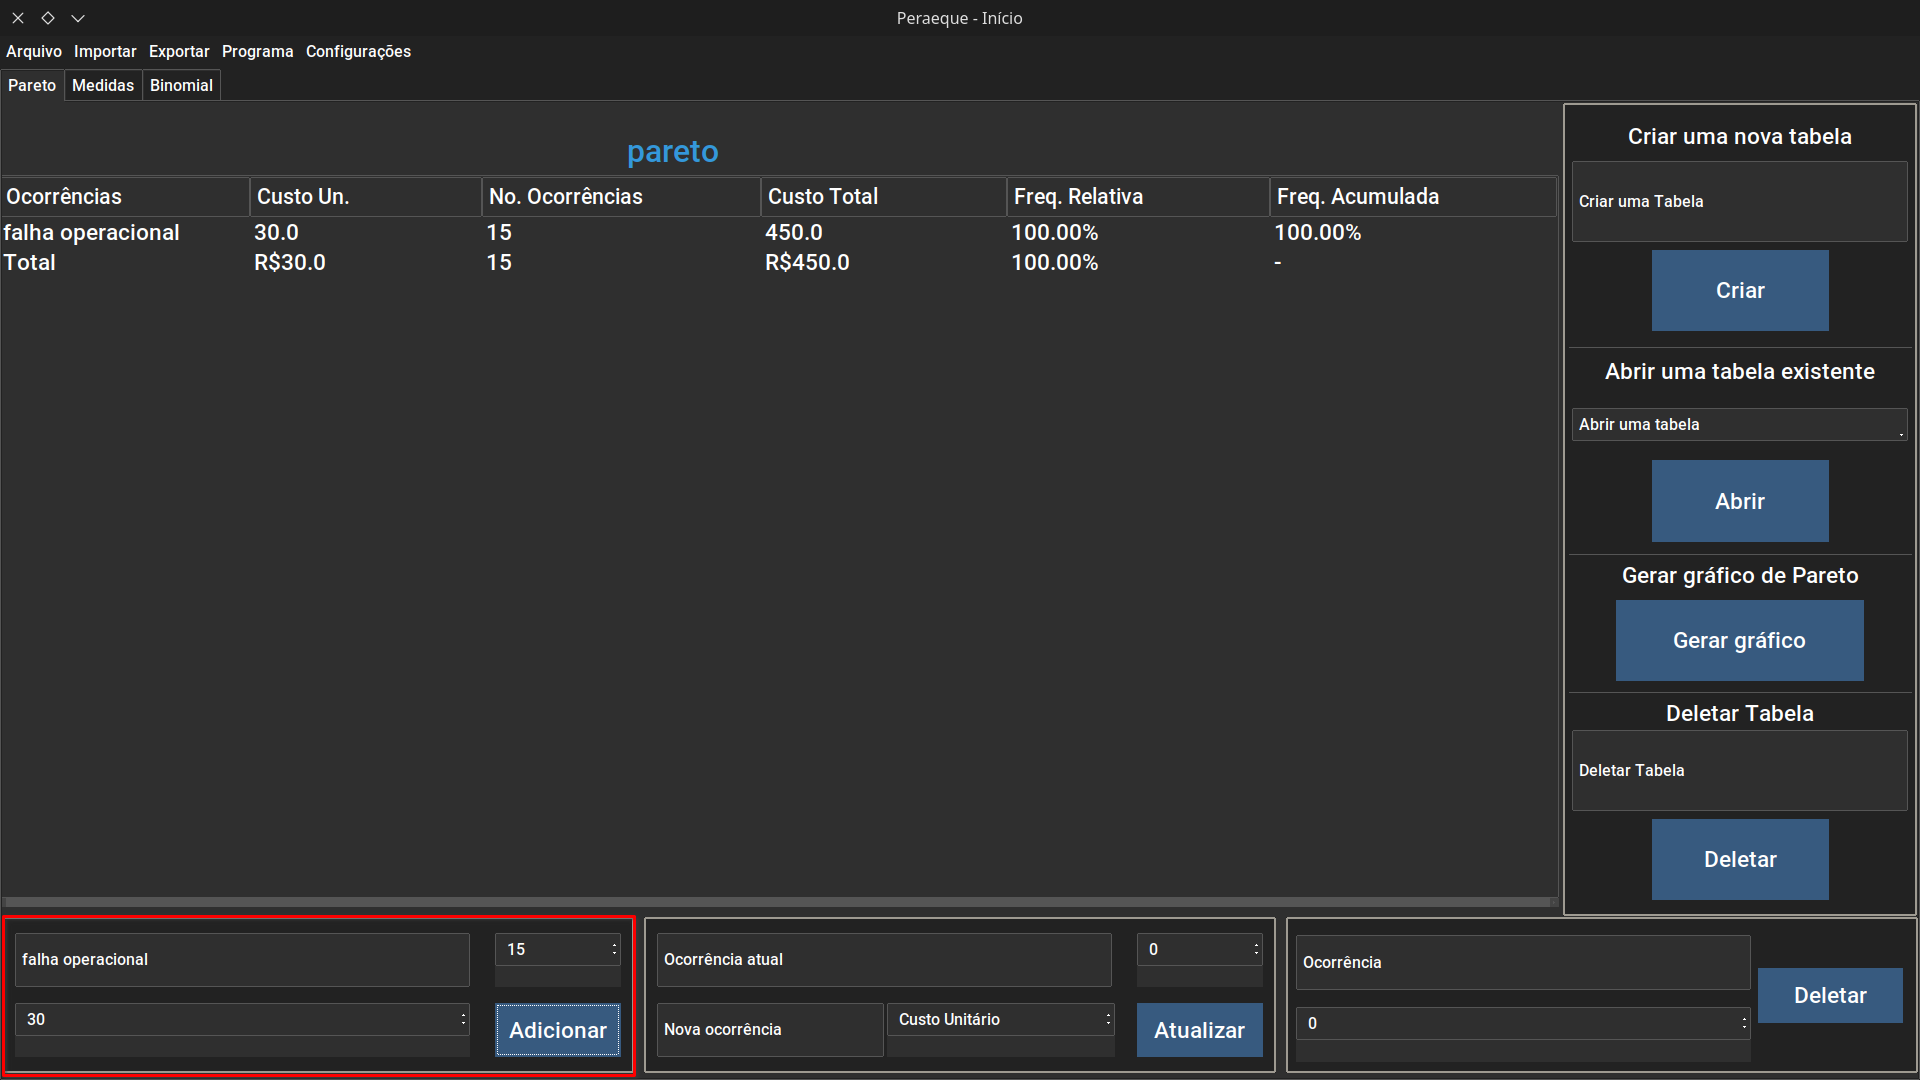 Peraeque - Início
Arquivo Importar Exportar Programa Configurações
Pareto Medidas Binomial
pareto
Ocorrências Custo Un. No. Ocorrências Custo Total Freq. Relativa Freq. Acumulada
falha operacional 30.0 15 450.0 100.00% 100.00%
Total R$30.0 15 R$450.0 100.00% -
Criar uma nova tabela
Criar uma Tabela
Criar
Abrir uma tabela existente
Abrir uma tabela
Abrir
Gerar gráfico de Pareto
Gerar gráfico
Deletar Tabela
Deletar Tabela
Deletar
falha operacional 15
30 Adicionar
Ocorrência atual 0
Nova ocorrência Custo Unitário Atualizar
Ocorrência
0
Deletar